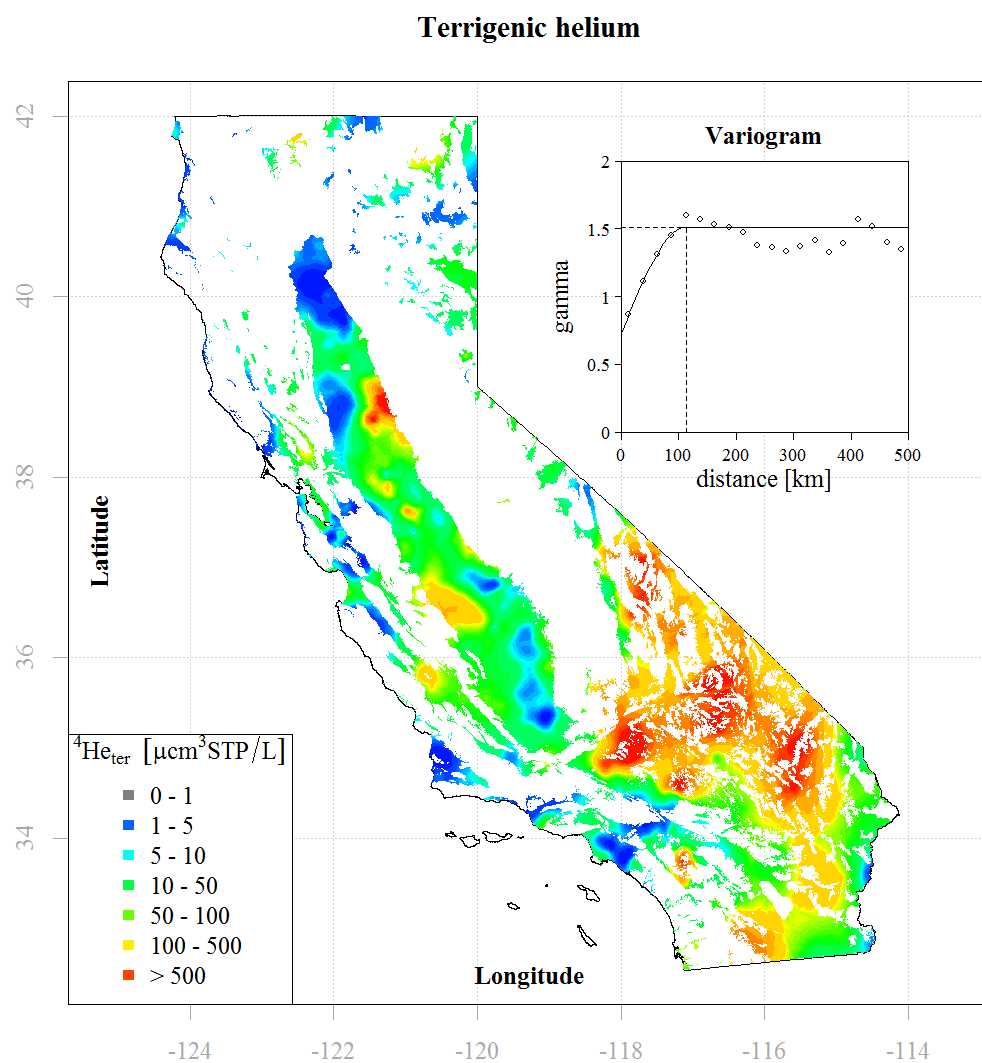 Terrigenic helium
42
40
38
36
34
Latitude
Variogram
2
1.5
1
0.5
0
gamma
0 100 200 300 400 500
distance [km]
⁴Heter [μcm³STP/L]
0 - 1
1 - 5
5 - 10
10 - 50
50 - 100
100 - 500
> 500
Longitude
-124 -122 -120 -118 -116 -114